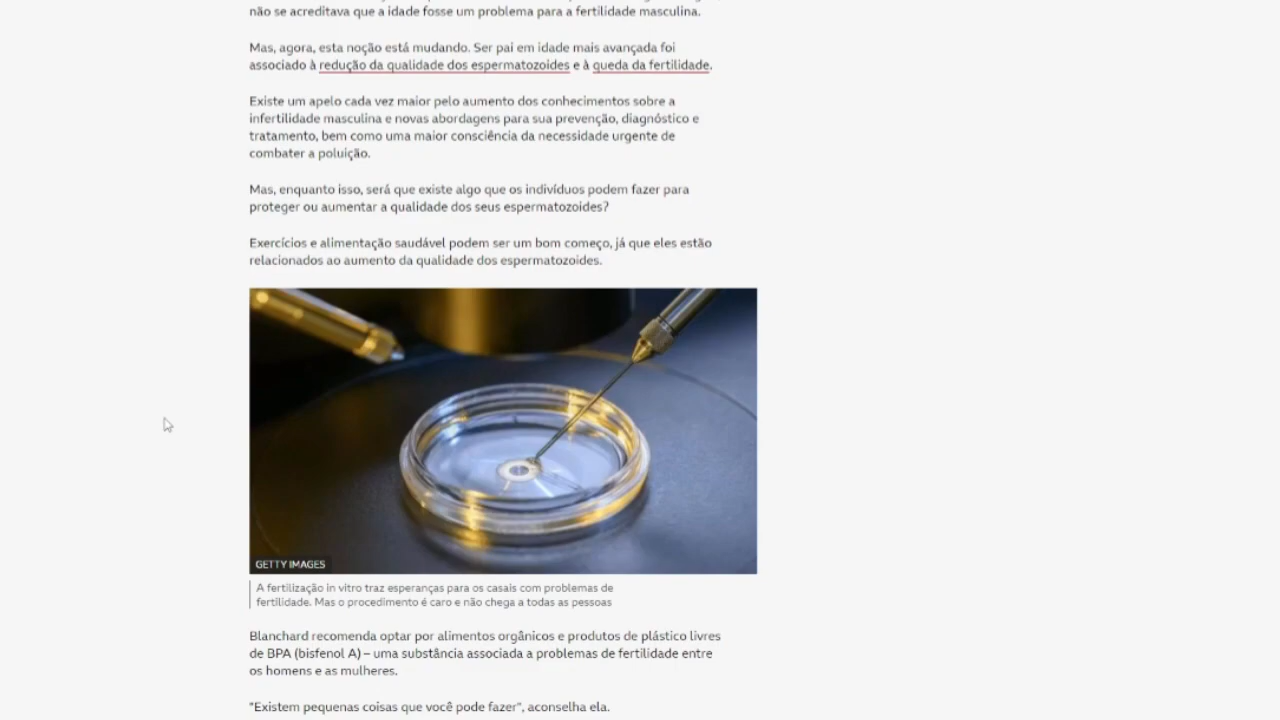 não se acreditava que a idade fosse um problema para a fertilidade masculina.
Mas, agora, esta noção está mudando. Ser pai em idade mais avançada foi
associado à redução da qualidade dos espermatozoides e à queda da fertilidade.
Existe um apelo cada vez maior pelo aumento dos conhecimentos sobre a
infertilidade masculina e novas abordagens para sua prevenção, diagnóstico e
tratamento, bem como uma maior consciência da necessidade urgente de
combater a poluição.
Mas, enquanto isso, será que existe algo que os indivíduos podem fazer para
proteger ou aumentar a qualidade dos seus espermatozoides?
Exercícios e alimentação saudável podem ser um bom começo, já que eles estão
relacionados ao aumento da qualidade dos espermatozoides.
GETTY IMAGES
A fertilização in vitro traz esperanças para os casais com problemas de
fertilidade. Mas o procedimento é caro e não chega a todas as pessoas
Blanchard recomenda optar por alimentos orgânicos e produtos de plástico livres
de BPA (bisfenol A) – uma substância associada a problemas de fertilidade entre
os homens e as mulheres.
"Existem pequenas coisas que você pode fazer", aconselha ela.